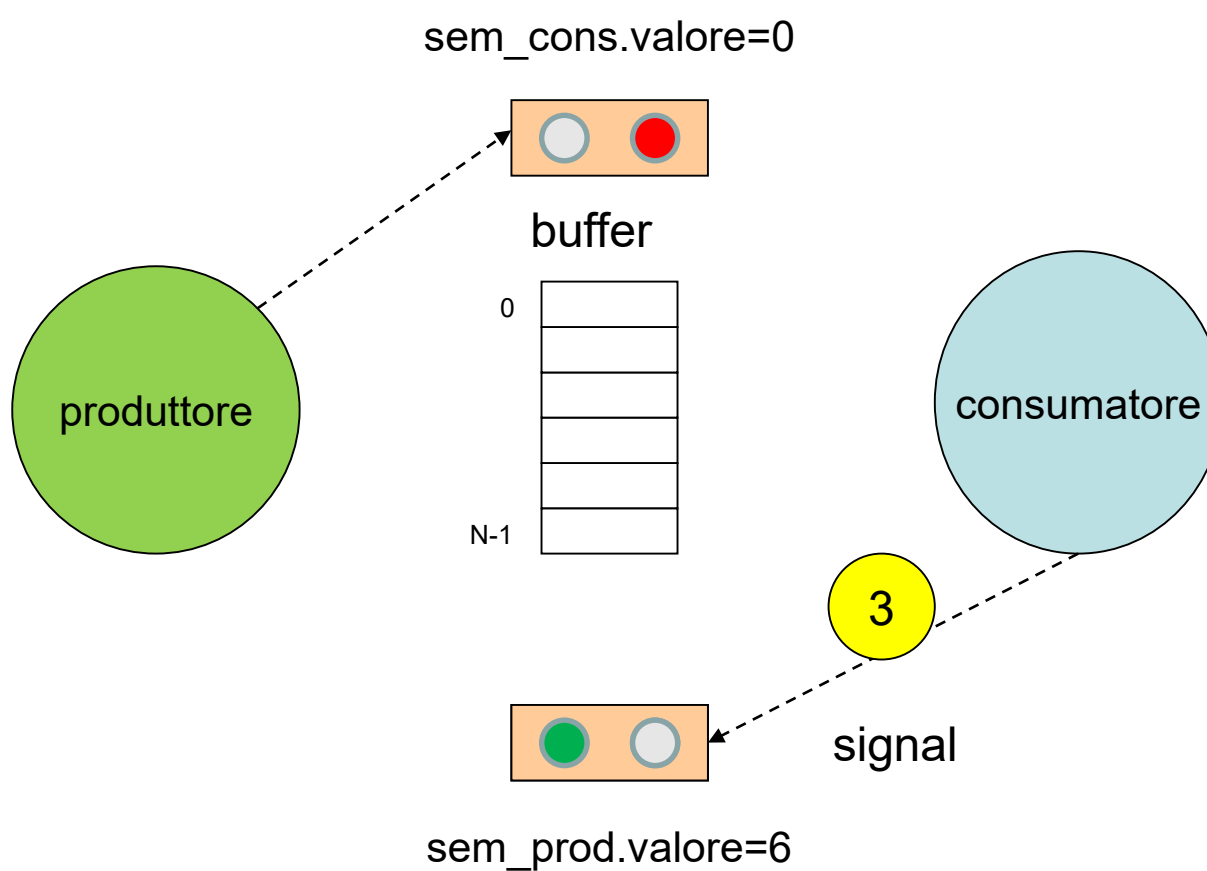 sem_cons.valore=0
buffer
0
produttore
consumatore
N-1
3
signal
sem_prod.valore=6